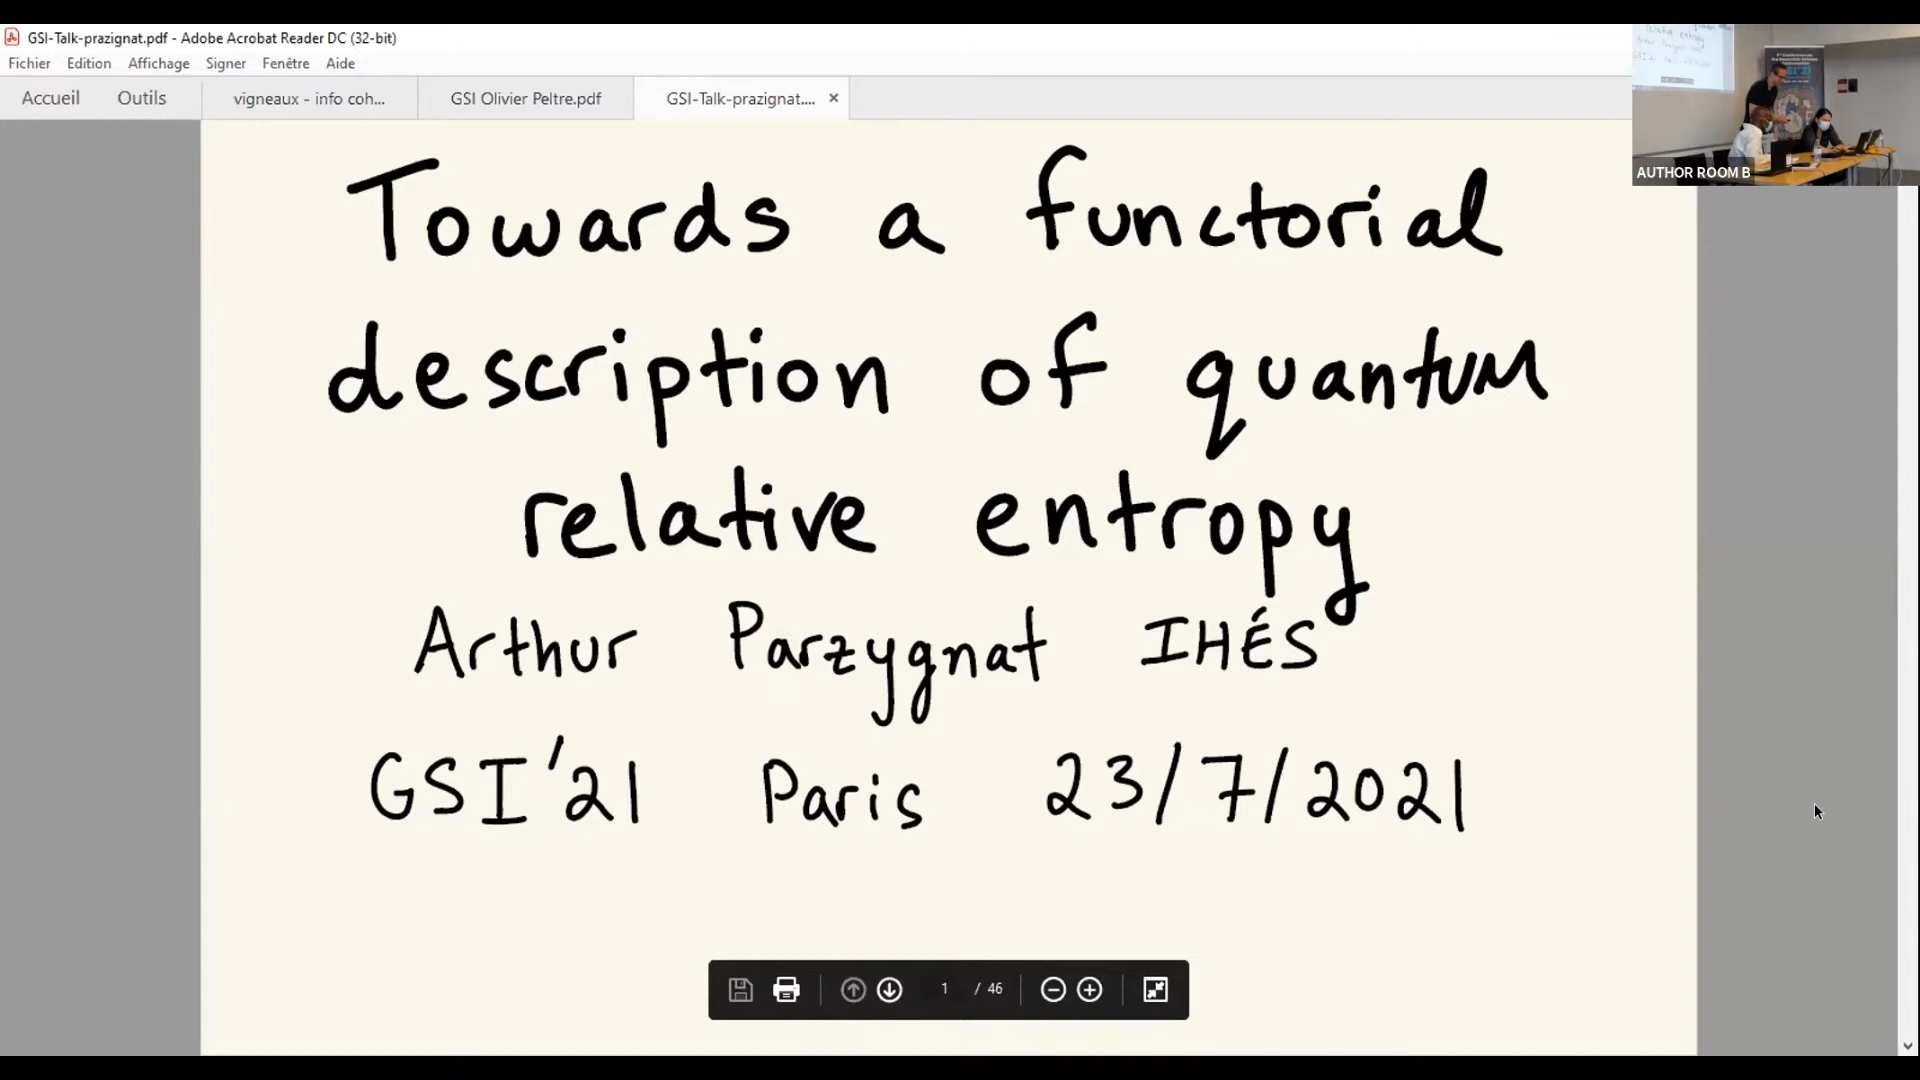 GSI-Talk-prazignat.pdf - Adobe Acrobat Reader DC (32-bit)
Fichier Edition Affichage Signer Fenêtre Aide
Accueil Outils vigneaux - info coh... GSI Olivier Peltre.pdf GSI-Talk-prazignat....
AUTHOR ROOM B
Towards a functorial
description of quantum
relative entropy
Arthur Parzygnat IHÉS
GSI'21 Paris 23/7/2021
1 / 46